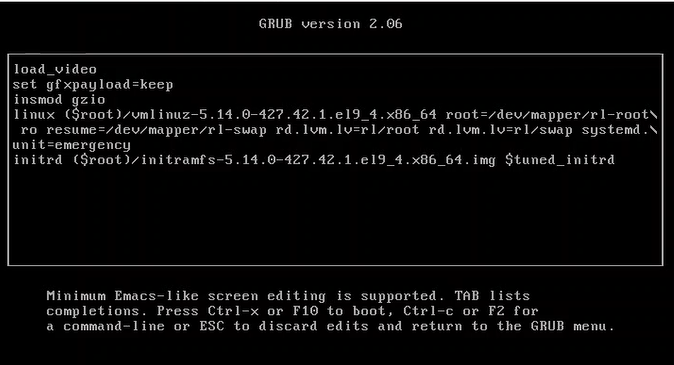 GRUB version 2.06
load_video
set gfxpayload=keep
insmod gzio
linux ($root)/vmlinuz-5.14.0-427.42.1.el9_4.x86_64 root=/dev/mapper/rl-root\
ro resume=/dev/mapper/rl-swap rd.lvm.lv=rl/root rd.lvm.lv=rl/swap systemd.\
unit=emergency
initrd ($root)/initramfs-5.14.0-427.42.1.el9_4.x86_64.img $tuned_initrd
Minimum Emacs-like screen editing is supported. TAB lists
completions. Press Ctrl-x or F10 to boot, Ctrl-c or F2 for
a command-line or ESC to discard edits and return to the GRUB menu.